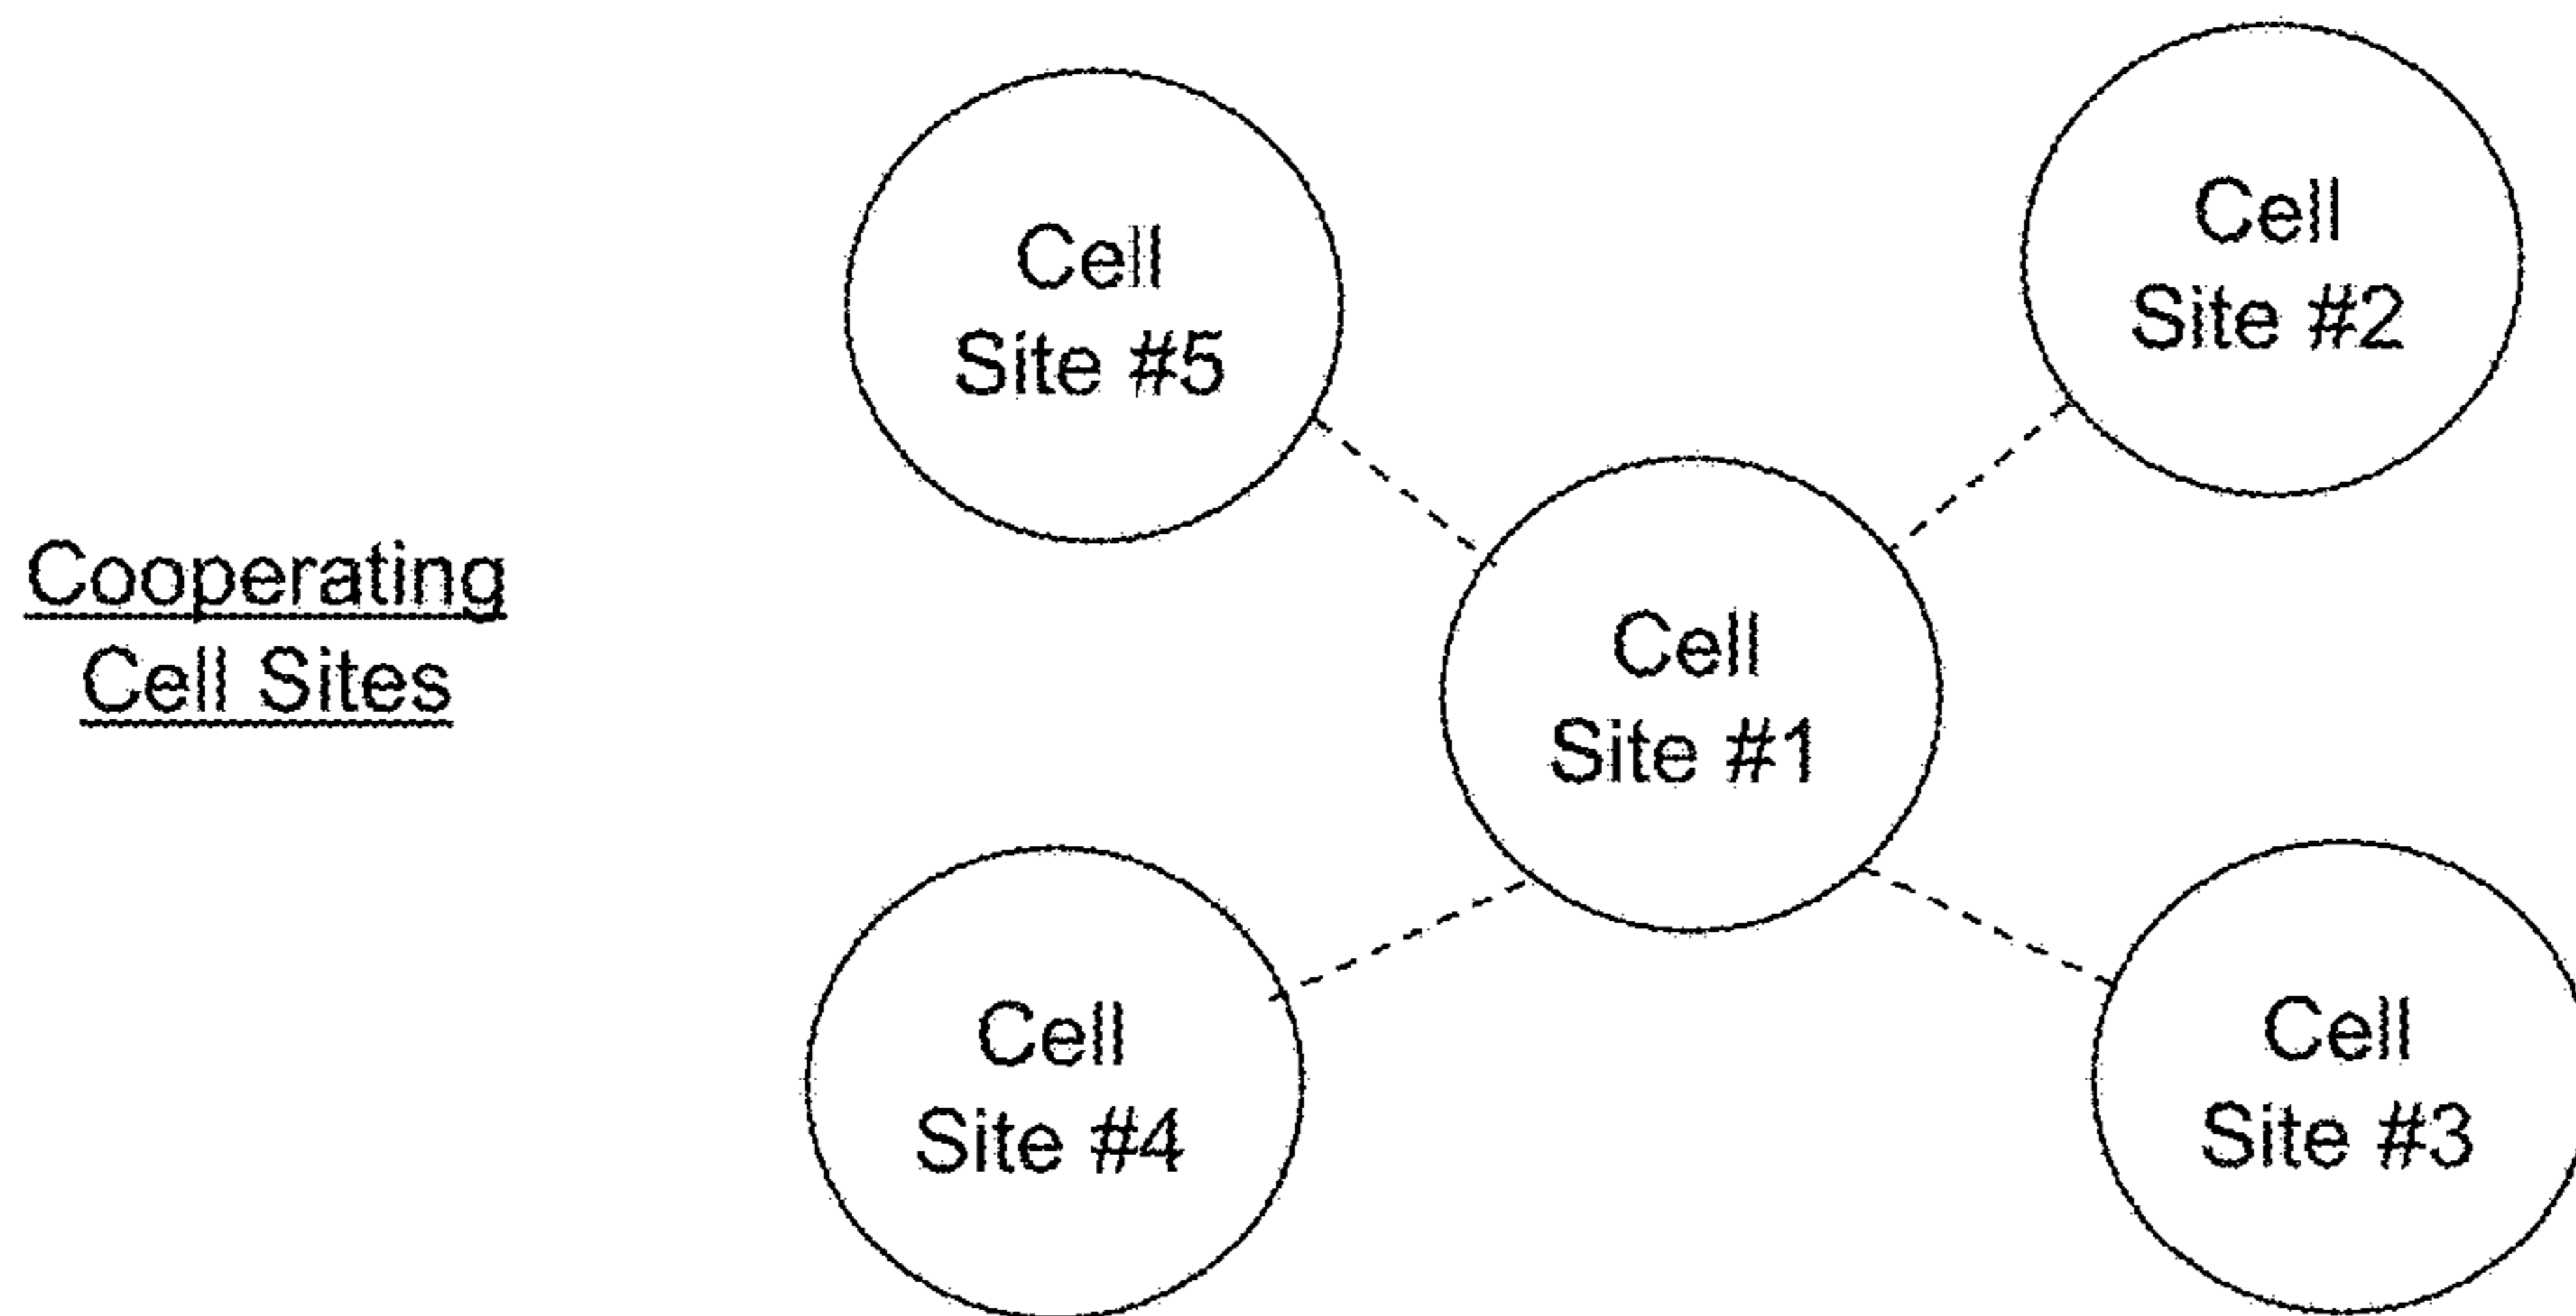 Cooperating
Cell Sites
Cell
Site #5
Cell
Site #2
Cell
Site #1
Cell
Site #4
Cell
Site #3